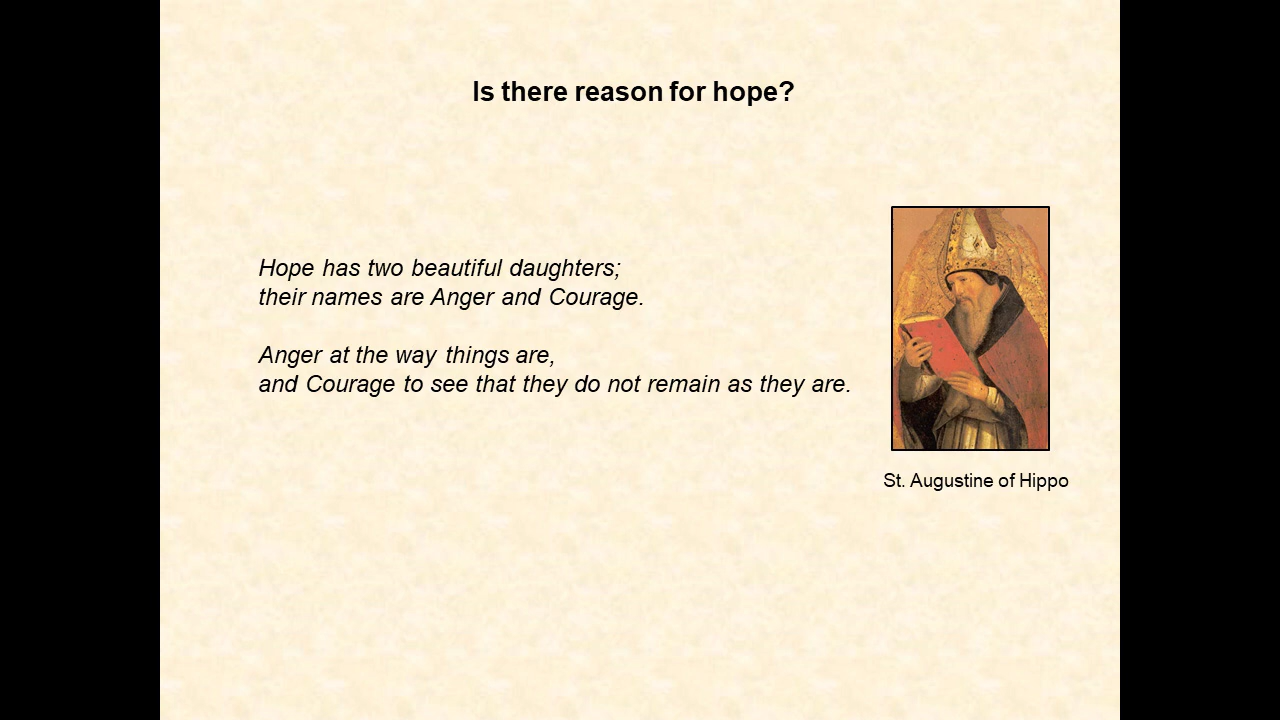 Is there reason for hope?
Hope has two beautiful daughters;
their names are Anger and Courage.
Anger at the way things are,
and Courage to see that they do not remain as they are.
St. Augustine of Hippo